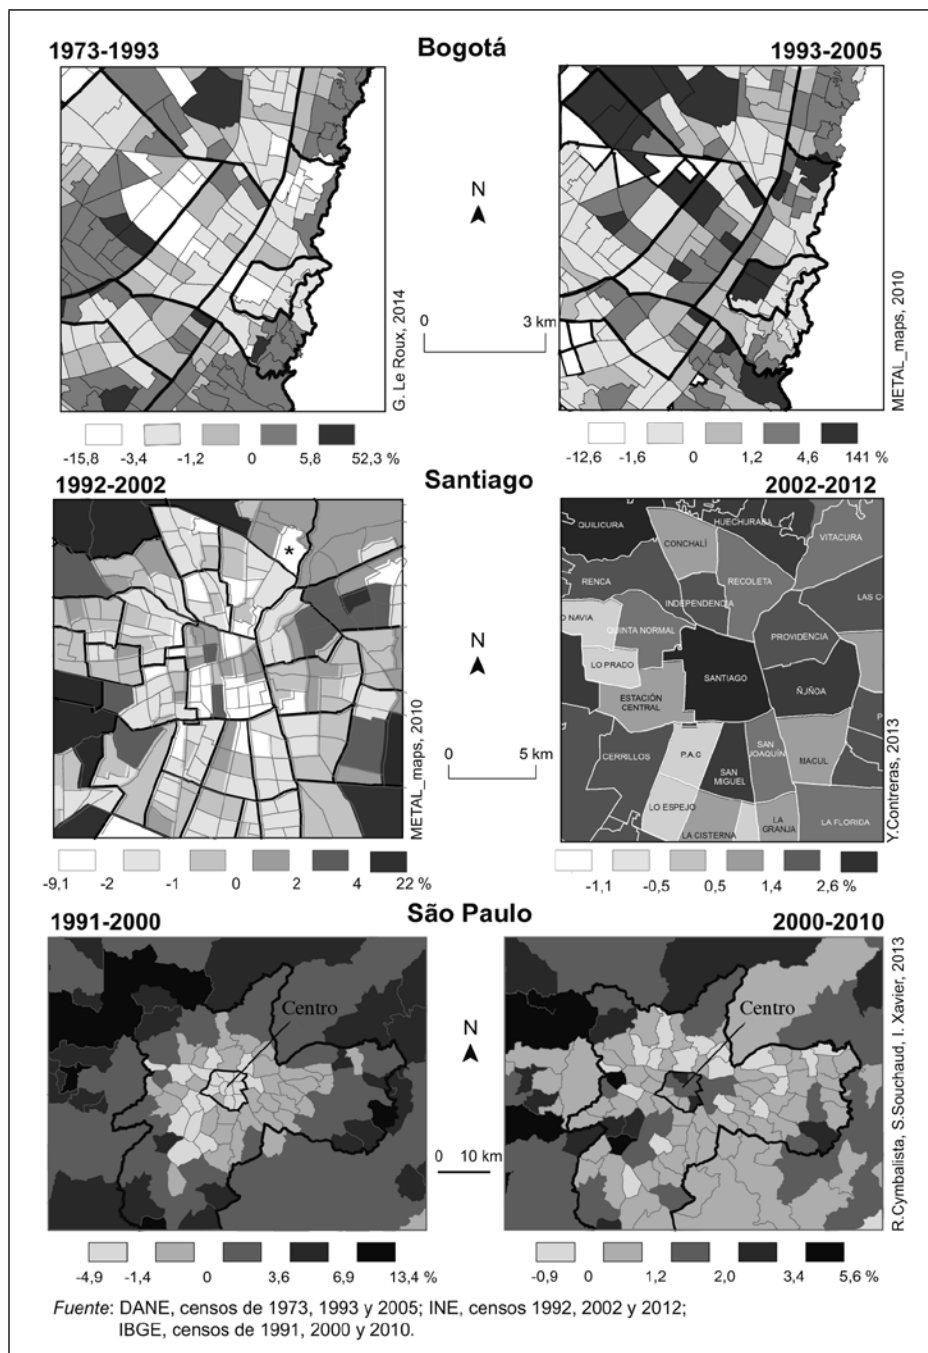 Bogotá
1973-1993
1993-2005
N
0 3 km
G. Le Roux, 2014
METAL_maps, 2010
-15,8 -3,4 -1,2 0 5,8 52,3 %
-12,6 -1,6 0 1,2 4,6 141 %
Santiago
1992-2002
2002-2012
*
N
0 5 km
METAL_maps, 2010
QUILICURA
HUECHURABA
VITACURA
CONCHALÍ
RENCA
RECOLETA
LAS C
INDEPENDENCIA
O NAVIA
QUINTA NORMAL
PROVIDENCIA
LO PRADO
SANTIAGO
ÑUÑOA
ESTACIÓN
CENTRAL
CERRILLOS
P.A.C
SAN
JOAQUÍN
MACUL
SAN
MIGUEL
LO ESPEJO
LA CISTERNA
LA
GRANJA
LA FLORIDA
Y.Contreras, 2013
-9,1 -2 -1 0 2 4 22 %
-1,1 -0,5 0,5 1,4 2,6 %
São Paulo
1991-2000
2000-2010
Centro
Centro
N
0 10 km
R.Cymbalista, S.Souchaud, I. Xavier, 2013
-4,9 -1,4 0 3,6 6,9 13,4 %
-0,9 0 1,2 2,0 3,4 5,6 %
Fuente: DANE, censos de 1973, 1993 y 2005; INE, censos 1992, 2002 y 2012;
IBGE, censos de 1991, 2000 y 2010.